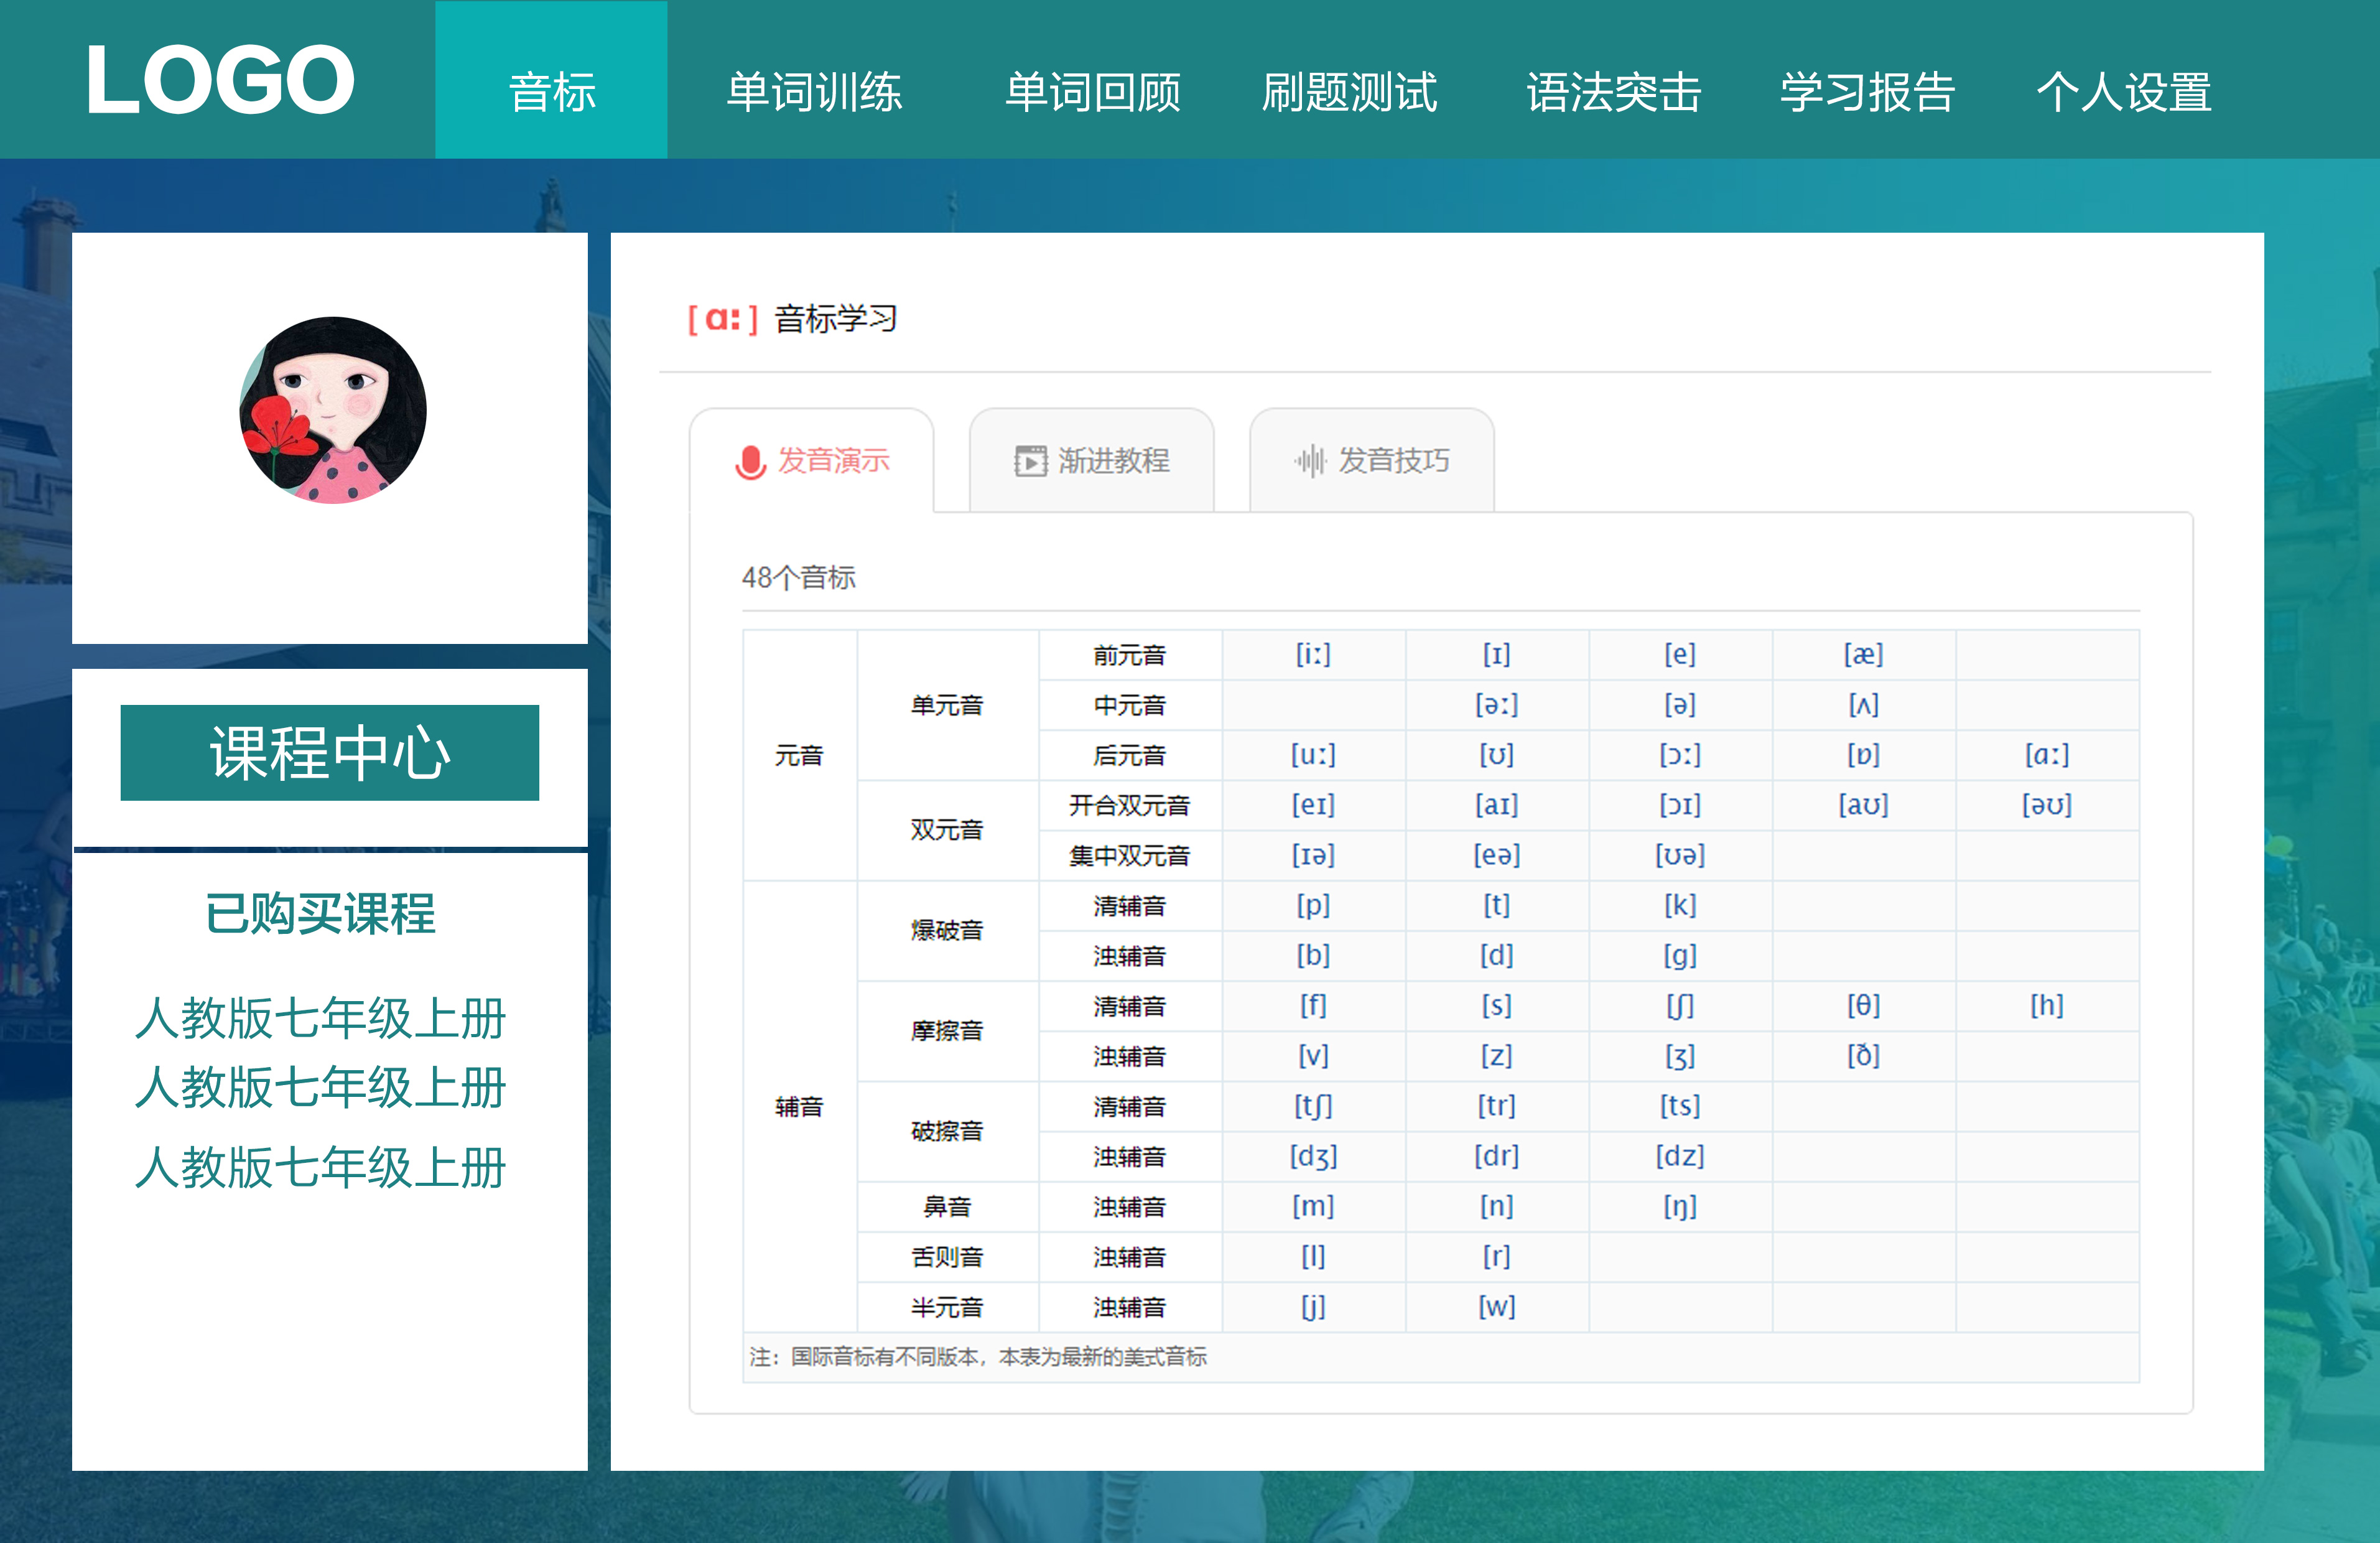 LOGO 音标 单词训练 单词回顾 刷题测试 语法突击 学习报告 个人设置
课程中心
已购买课程
人教版七年级上册
人教版七年级上册
人教版七年级上册
[ɑː] 音标学习
发音演示 渐进教程 发音技巧
48个音标
元音 单元音 前元音 [iː] [ɪ] [e] [æ]
中元音 [əː] [ə] [ʌ]
后元音 [uː] [ʊ] [ɔː] [ɒ] [ɑː]
双元音 开合双元音 [eɪ] [aɪ] [ɔɪ] [aʊ] [əʊ]
集中双元音 [ɪə] [eə] [ʊə]
辅音 爆破音 清辅音 [p] [t] [k]
浊辅音 [b] [d] [g]
摩擦音 清辅音 [f] [s] [ʃ] [θ] [h]
浊辅音 [v] [z] [ʒ] [ð]
破擦音 清辅音 [tʃ] [tr] [ts]
浊辅音 [dʒ] [dr] [dz]
鼻音 浊辅音 [m] [n] [ŋ]
舌则音 浊辅音 [l] [r]
半元音 浊辅音 [j] [w]
注：国际音标有不同版本，本表为最新的美式音标